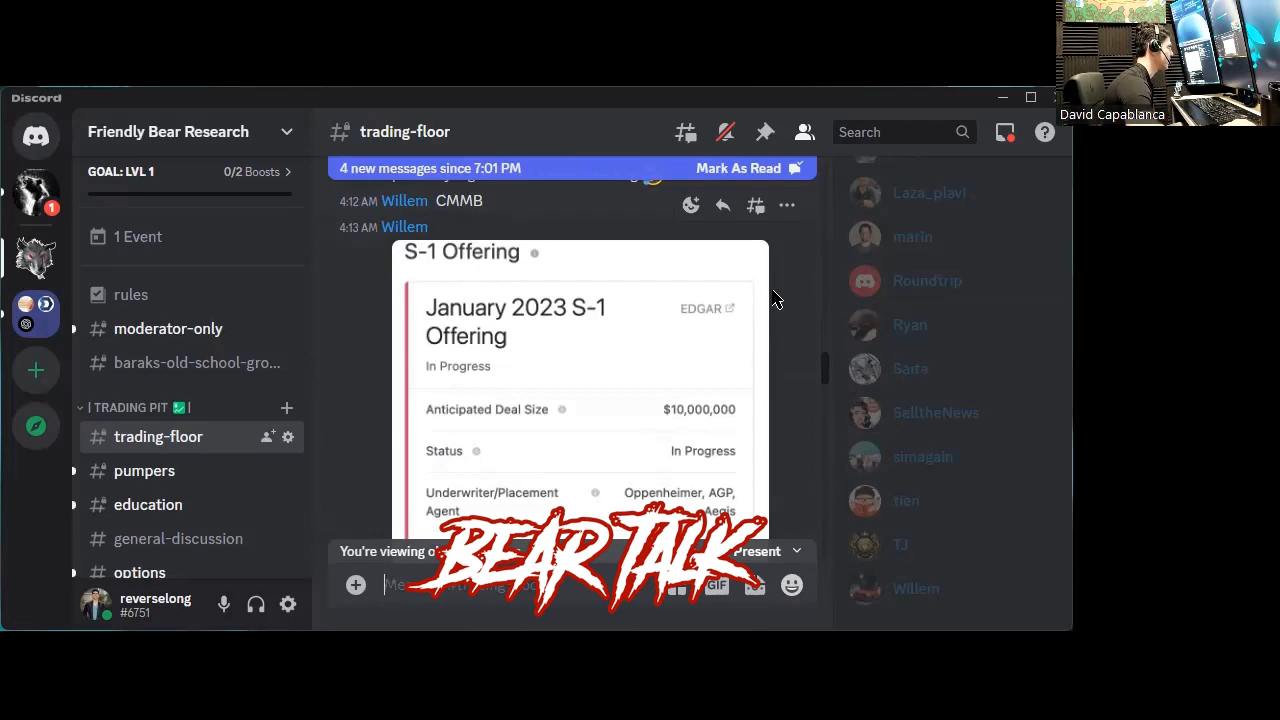 David Capablanca
Discord
Friendly Bear Research
GOAL: LVL 1
0/2 Boosts
1 Event
rules
moderator-only
baraks-old-school-gro...
| TRADING PIT
trading-floor
pumpers
education
general-discussion
options
reverselong
#6751
trading-floor
Search
4 new messages since 7:01 PM
Mark As Read
4:12 AM Willem CMMB
4:13 AM Willem
S-1 Offering
January 2023 S-1
Offering
EDGAR
In Progress
Anticipated Deal Size
$10,000,000
Status
In Progress
Underwriter/Placement
Agent
Oppenheimer, AGP,
Aegis
You're viewing
Present
BEAR TALK
GIF
Laza_plavi
marin
Roundtrip
Ryan
Sarta
SelltheNews
simagain
tien
TJ
Willem
1